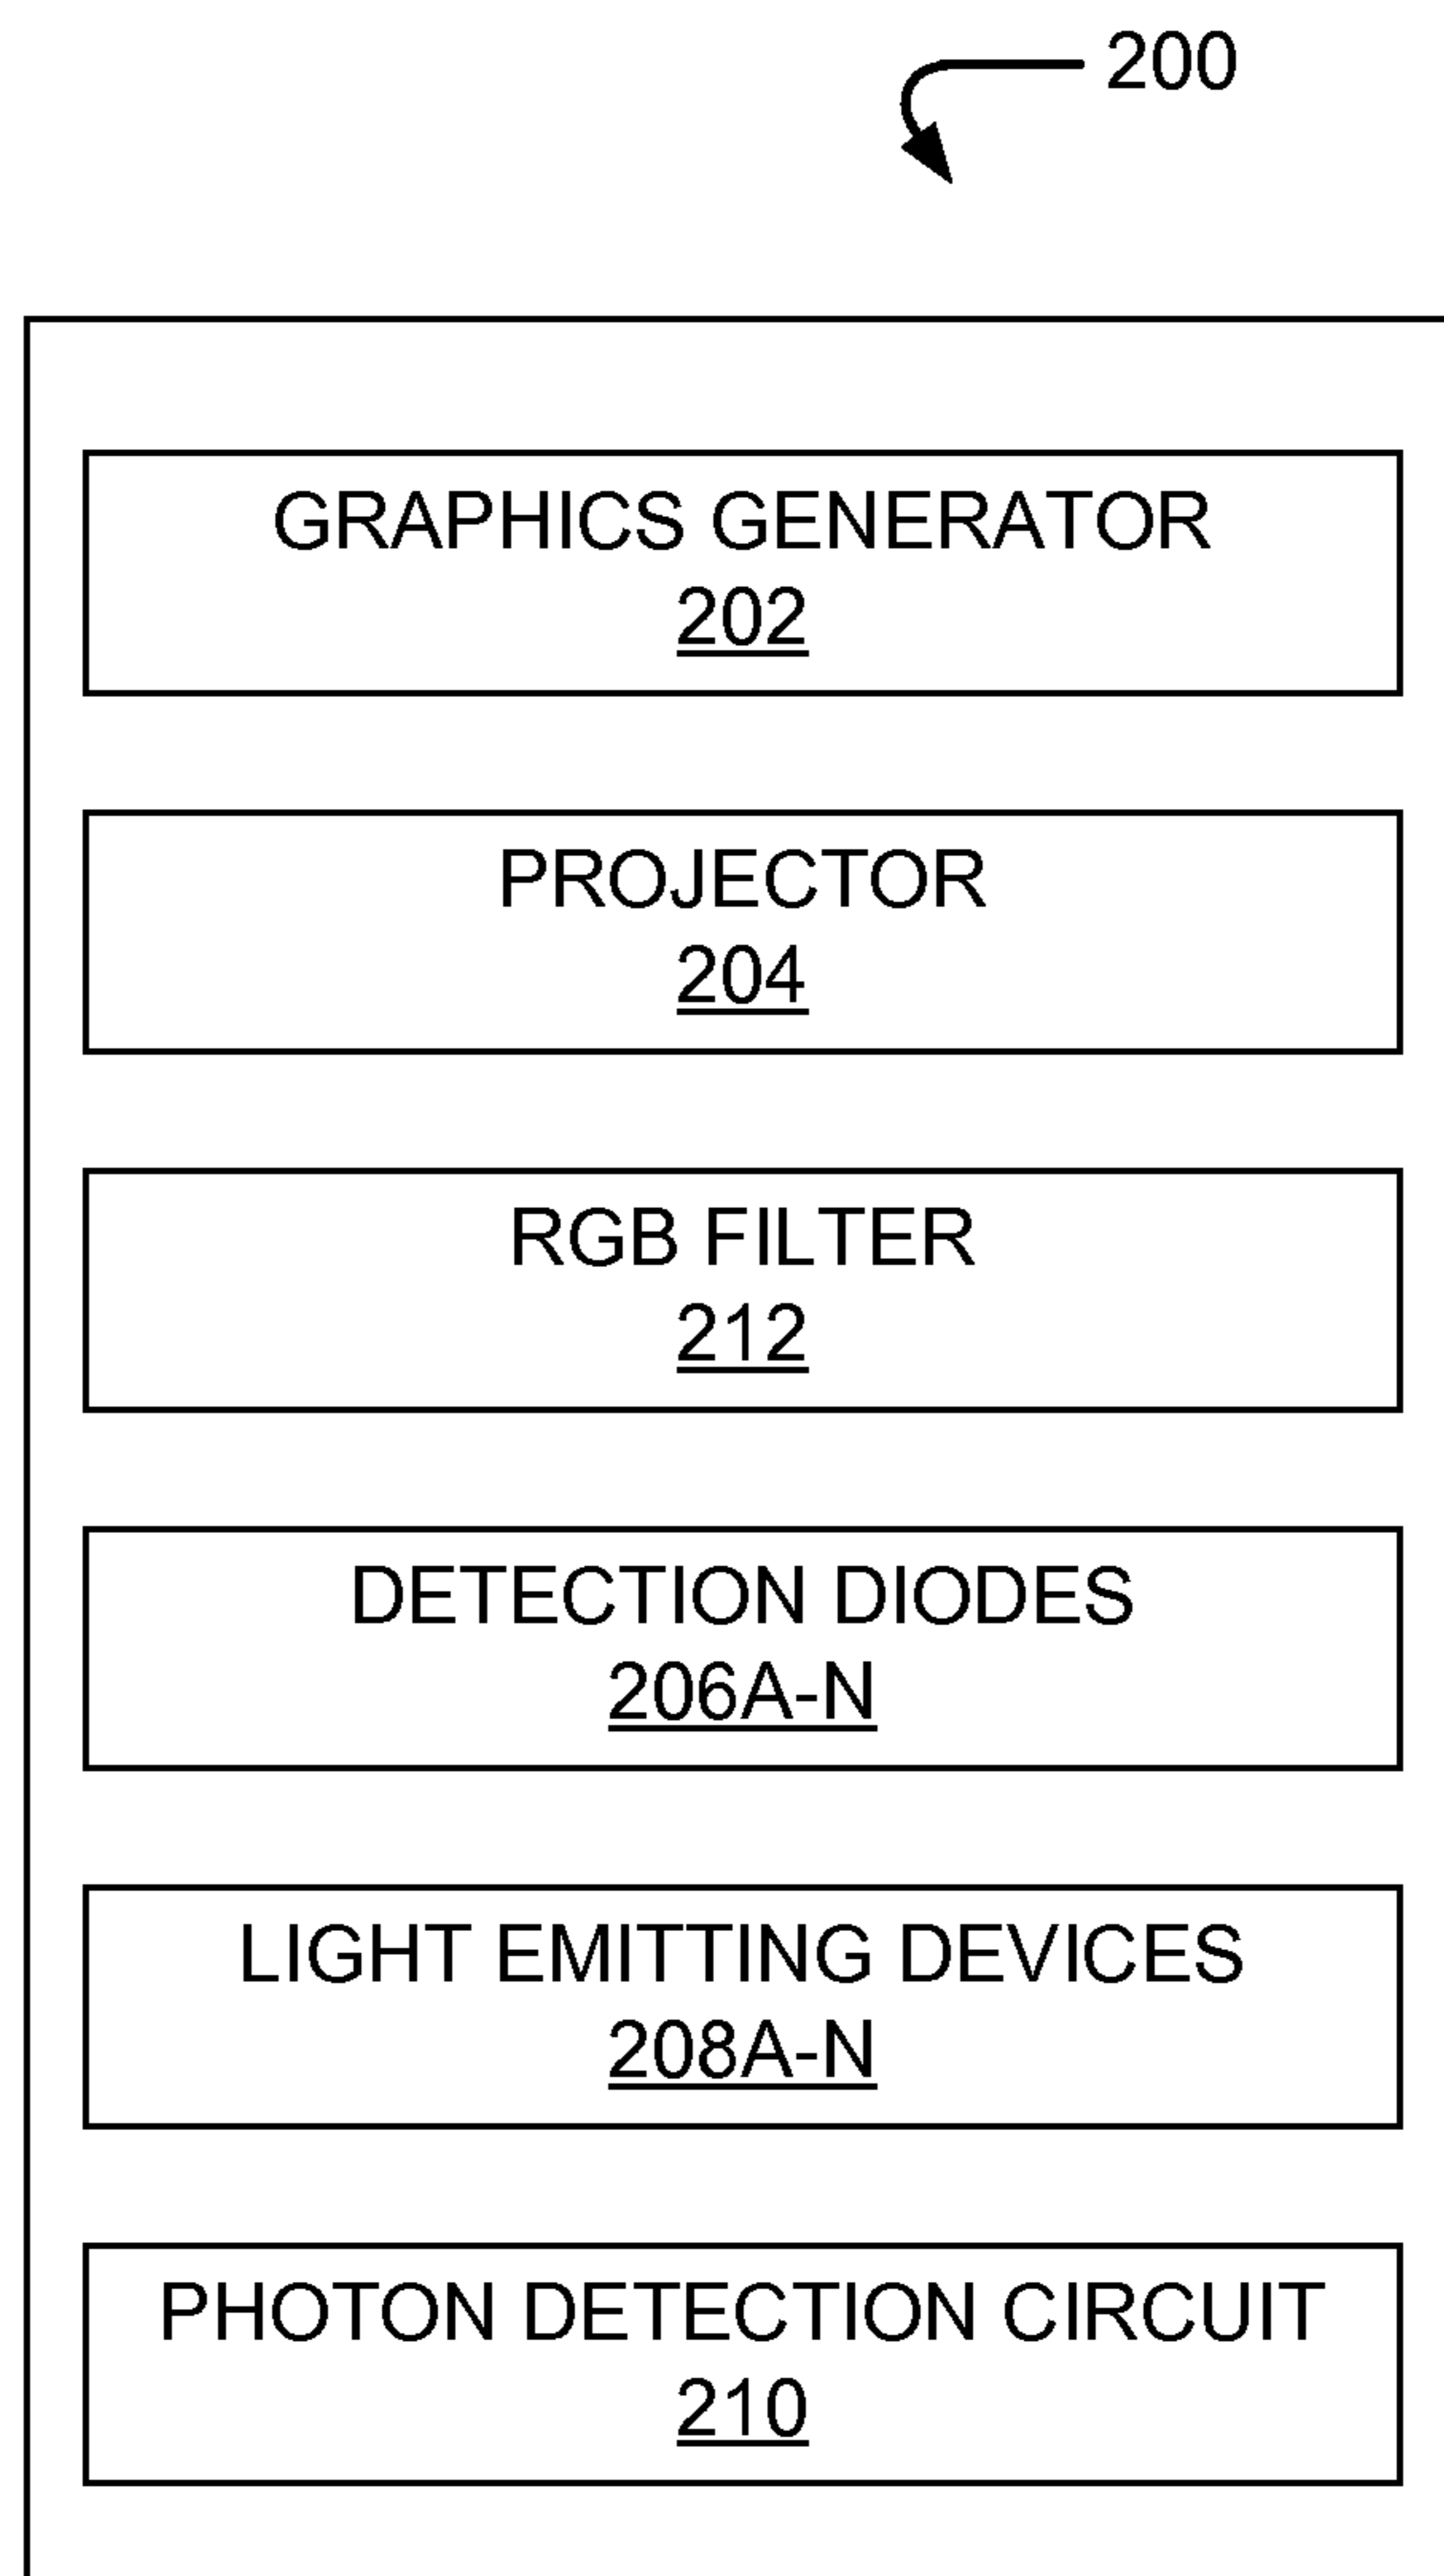 200
GRAPHICS GENERATOR
202
PROJECTOR
204
RGB FILTER
212
DETECTION DIODES
206A-N
LIGHT EMITTING DEVICES
208A-N
PHOTON DETECTION CIRCUIT
210